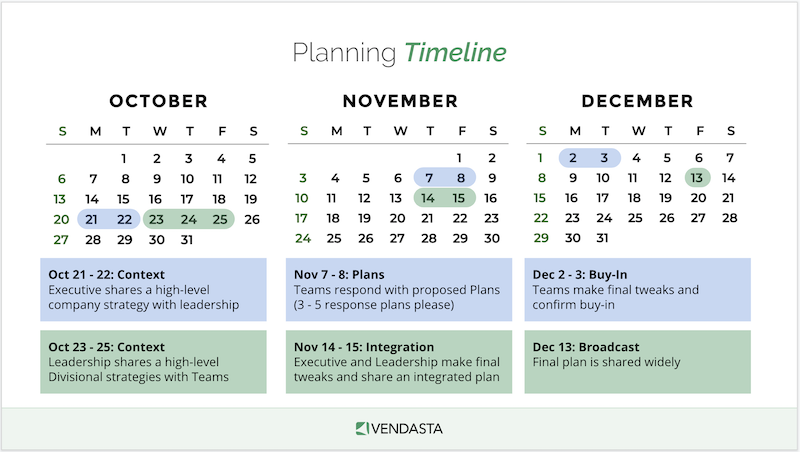 Planning Timeline
OCTOBER
S M T W T F S
1 2 3 4 5
6 7 8 9 10 11 12
13 14 15 16 17 18 19
20 21 22 23 24 25 26
27 28 29 30 31
NOVEMBER
S M T W T F S
1 2
3 4 5 6 7 8 9
10 11 12 13 14 15 16
17 18 19 20 21 22 23
24 25 26 27 28 29 30
DECEMBER
S M T W T F S
1 2 3 4 5 6 7
8 9 10 11 12 13 14
15 16 17 18 19 20 21
22 23 24 25 26 27 28
29 30 31
Oct 21 - 22: Context
Executive shares a high-level
company strategy with leadership
Nov 7 - 8: Plans
Teams respond with proposed Plans
(3 - 5 response plans please)
Dec 2 - 3: Buy-In
Teams make final tweaks and
confirm buy-in
Oct 23 - 25: Context
Leadership shares a high-level
Divisional strategies with Teams
Nov 14 - 15: Integration
Executive and Leadership make final
tweaks and share an integrated plan
Dec 13: Broadcast
Final plan is shared widely
VENDASTA